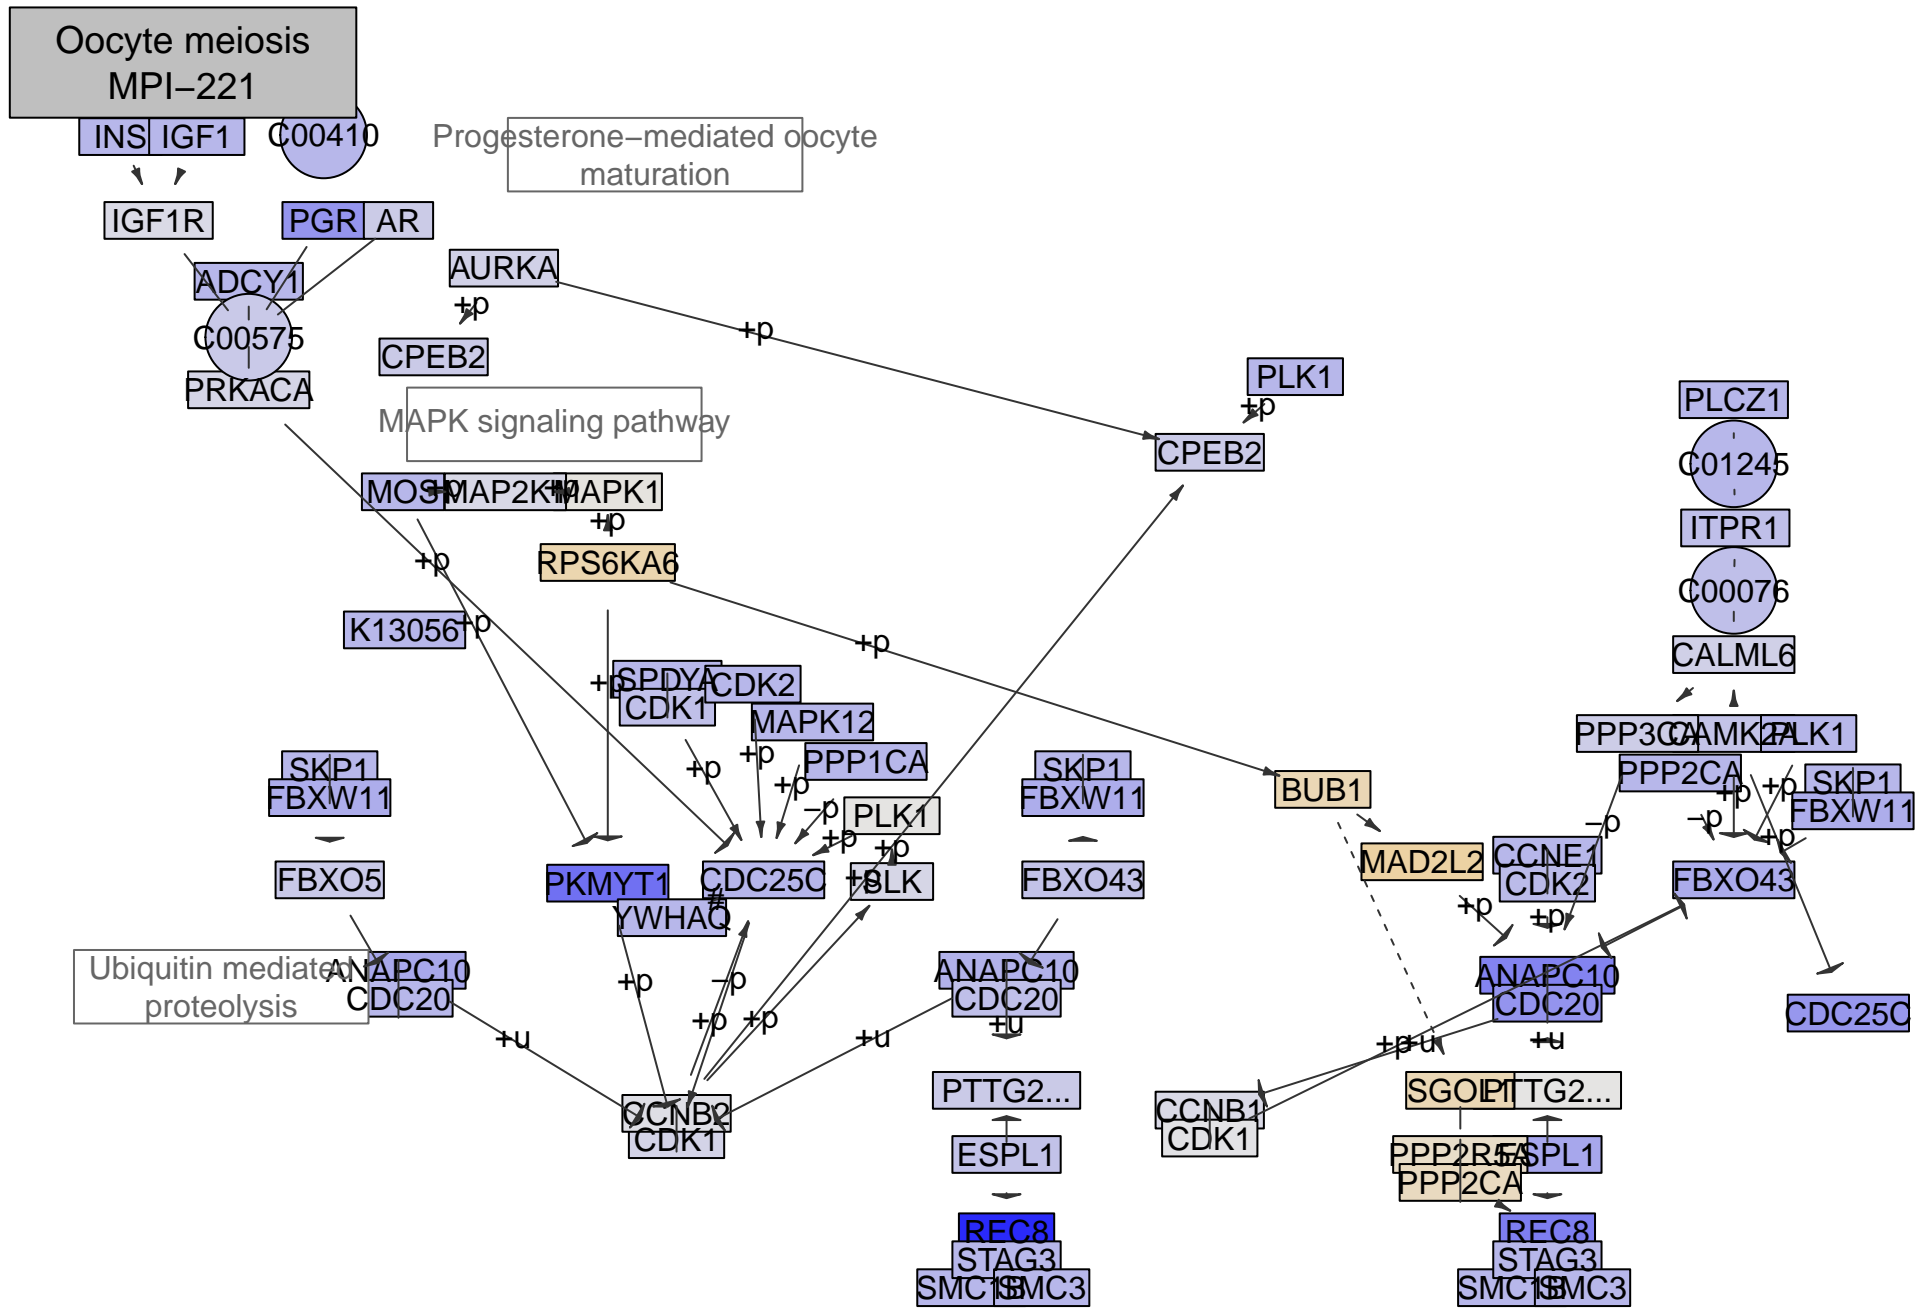 Oocyte meiosis
MPI−221
INS
IGF1
C00410
Progesterone−mediated oocyte
maturation
IGF1R
PGR
AR
ADCY1
AURKA
+p
C00575
+p
CPEB2
PRKACA
PLK1
+p
PLCZ1
MAPK signaling pathway
CPEB2
C01245
MOS
+p
MAP2K1
+p
MAPK1
+p
ITPR1
RPS6KA6
+p
C00076
K13056
+p
+p
CALML6
+p
SPDYA
CDK2
CDK1
MAPK12
PPP3CA
CAMK2A
PLK1
+p
+p
PPP1CA
SKP1
FBXW11
SKP1
FBXW11
PPP2CA
SKP1
FBXW11
+p
−p
PLK1
+p
+p
BUB1
−p
+p
+p
−p
+p
MAD2L2
CCNE1
CDK2
FBXO5
PKMYT1
CDC25C
+p
SLK
FBXO43
FBXO43
#
YWHAQ
+p
+p
Ubiquitin mediated
proteolysis
ANAPC10
CDC20
+p
−p
ANAPC10
CDC20
ANAPC10
CDC20
CDC25C
+p
+p
+u
+u
+u
+p
+u
+u
PTTG2...
SGOL1
PTTG2...
CCNB2
CDK1
CCNB1
CDK1
ESPL1
PPP2R5A
ESPL1
PPP2CA
REC8
STAG3
SMC1B
SMC3
REC8
STAG3
SMC1B
SMC3